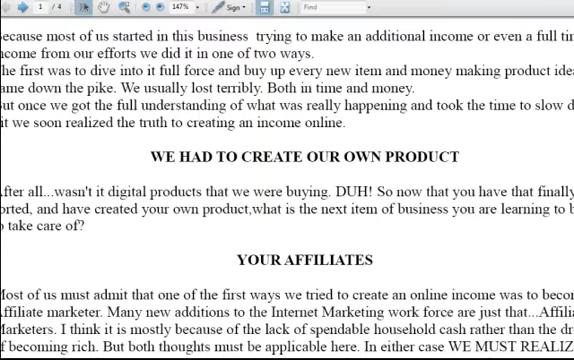 1 / 4 147% Sign Find
ecause most of us started in this business trying to make an additional income or even a full
ncome from our efforts we did it in one of two ways.
he first was to dive into it full force and buy up every new item and money making product
ame down the pike. We usually lost terribly. Both in time and money.
ut once we got the full understanding of what was really happening and took the time to slow
it we soon realized the truth to creating an income online.
WE HAD TO CREATE OUR OWN PRODUCT
fter all...wasn't it digital products that we were buying. DUH! So now that you have that finally
orted, and have created your own product,what is the next item of business you are learning to
take care of?
YOUR AFFILIATES
ost of us must admit that one of the first ways we tried to create an online income was to
ffiliate marketer. Many new additions to the Internet Marketing work force are just that...
arketers. I think it is mostly because of the lack of spendable household cash rather than the
f becoming rich. But both thoughts must be applicable here. In either case WE MUST